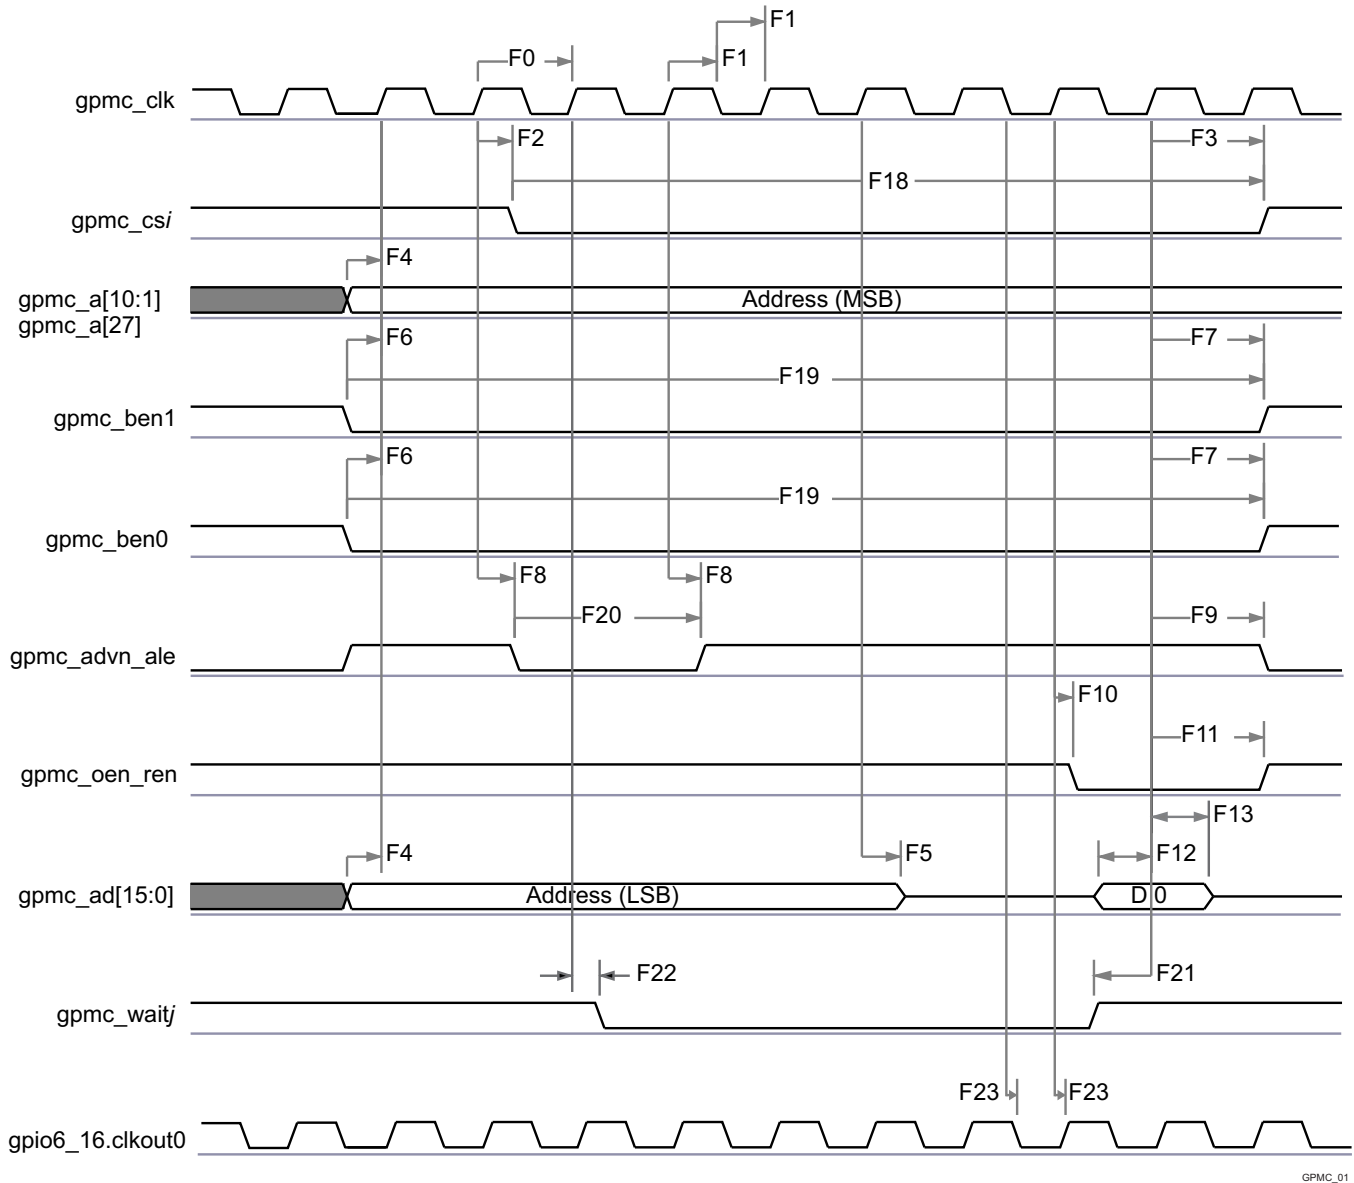 F1
F0
F1
gpmc_clk
F2
F3
F18
gpmc_csi
F4
gpmc_a[10:1]
Address (MSB)
gpmc_a[27]
F6
F7
F19
gpmc_ben1
F6
F7
F19
gpmc_ben0
F8
F8
F20
F9
gpmc_advn_ale
F10
F11
gpmc_oen_ren
F13
F4
F5
F12
gpmc_ad[15:0]
Address (LSB)
D 0
F22
F21
gpmc_waitj
F23
F23
gpio6_16.clkout0
GPMC_01